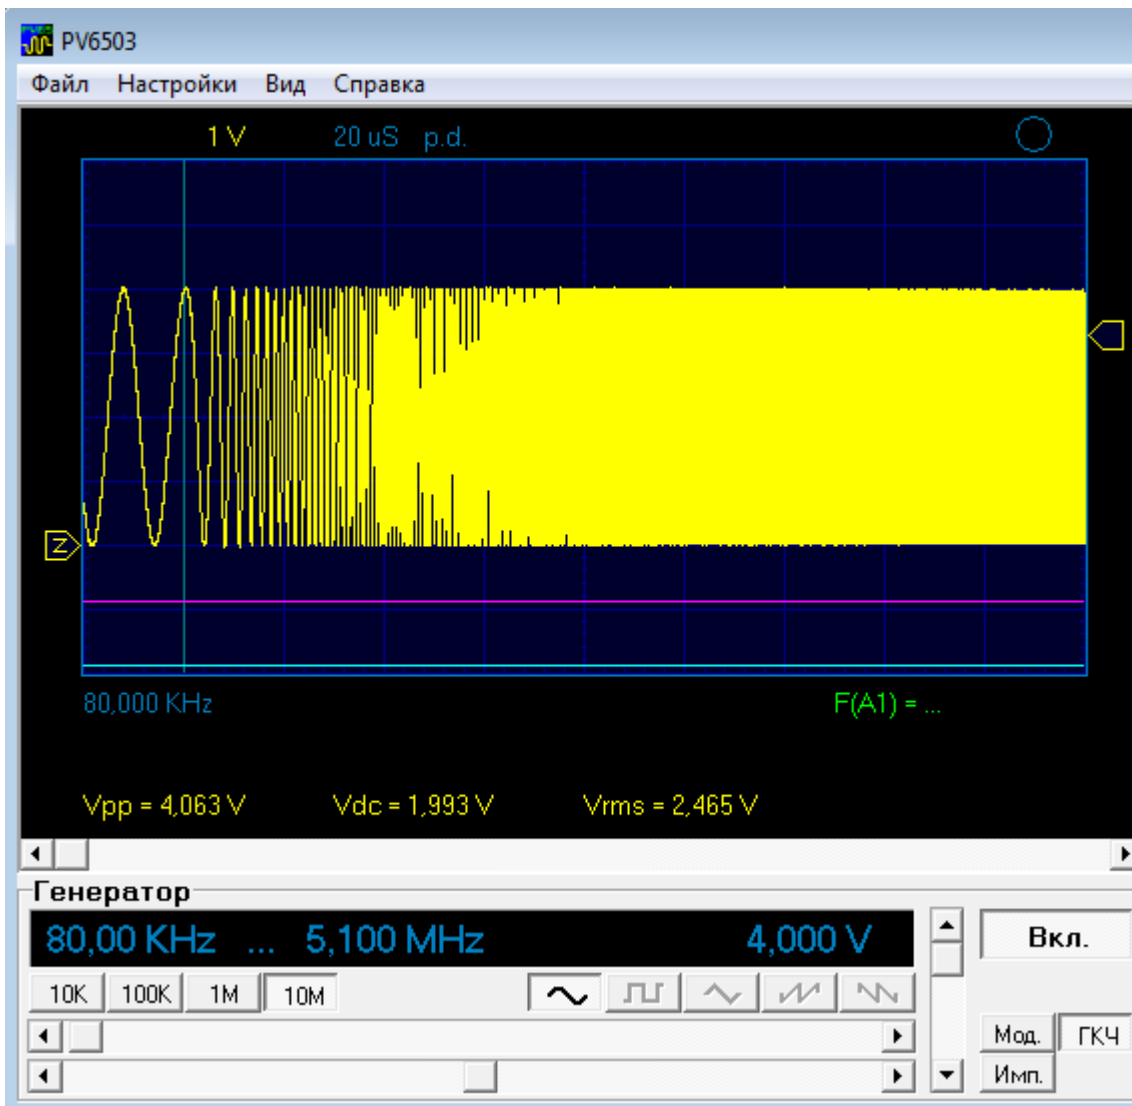 PV6503
Файл Настройки Вид Справка
1 V 20 uS p.d.
Z
80,000 KHz F(A1) = ...
Vpp = 4,063 V Vdc = 1,993 V Vrms = 2,465 V
Генератор
80,00 KHz ... 5,100 MHz 4,000 V
Вкл.
10K 100K 1M 10M
Мод. ГКЧ
Имп.